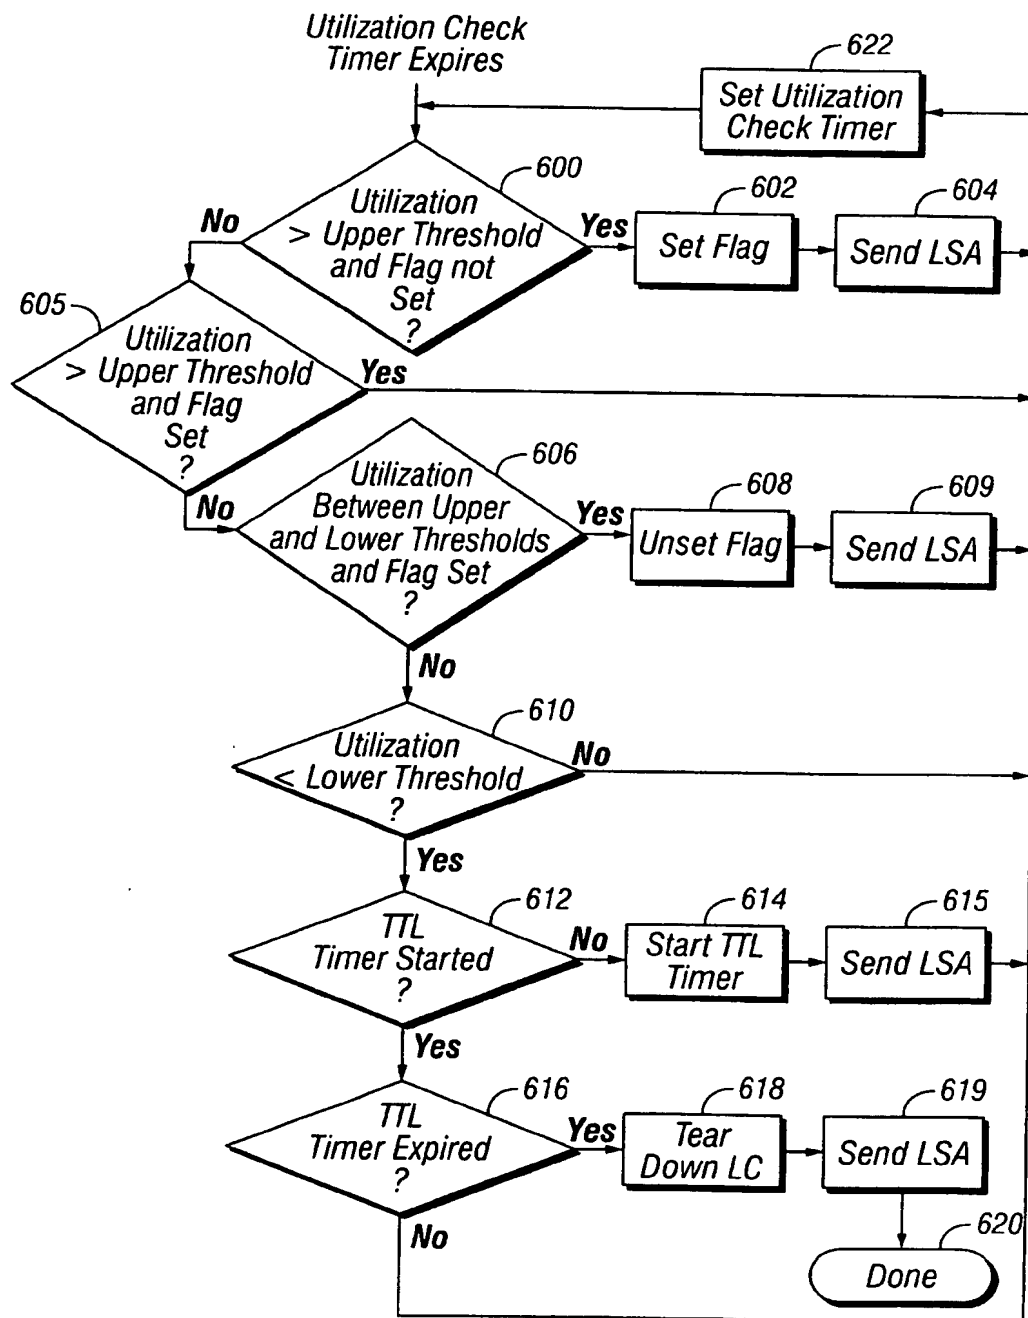 Utilization Check
Timer Expires
622
Set Utilization
Check Timer
600
Utilization
> Upper Threshold
and Flag not
Set
?
No
Yes
602
Set Flag
604
Send LSA
605
Utilization
> Upper Threshold
and Flag
Set
?
Yes
No
606
Utilization
Between Upper
and Lower Thresholds
and Flag Set
?
Yes
608
Unset Flag
609
Send LSA
No
610
Utilization
< Lower Threshold
?
No
Yes
612
TTL
Timer Started
?
No
614
Start TTL
Timer
615
Send LSA
Yes
616
TTL
Timer Expired
?
Yes
618
Tear
Down LC
619
Send LSA
No
620
Done